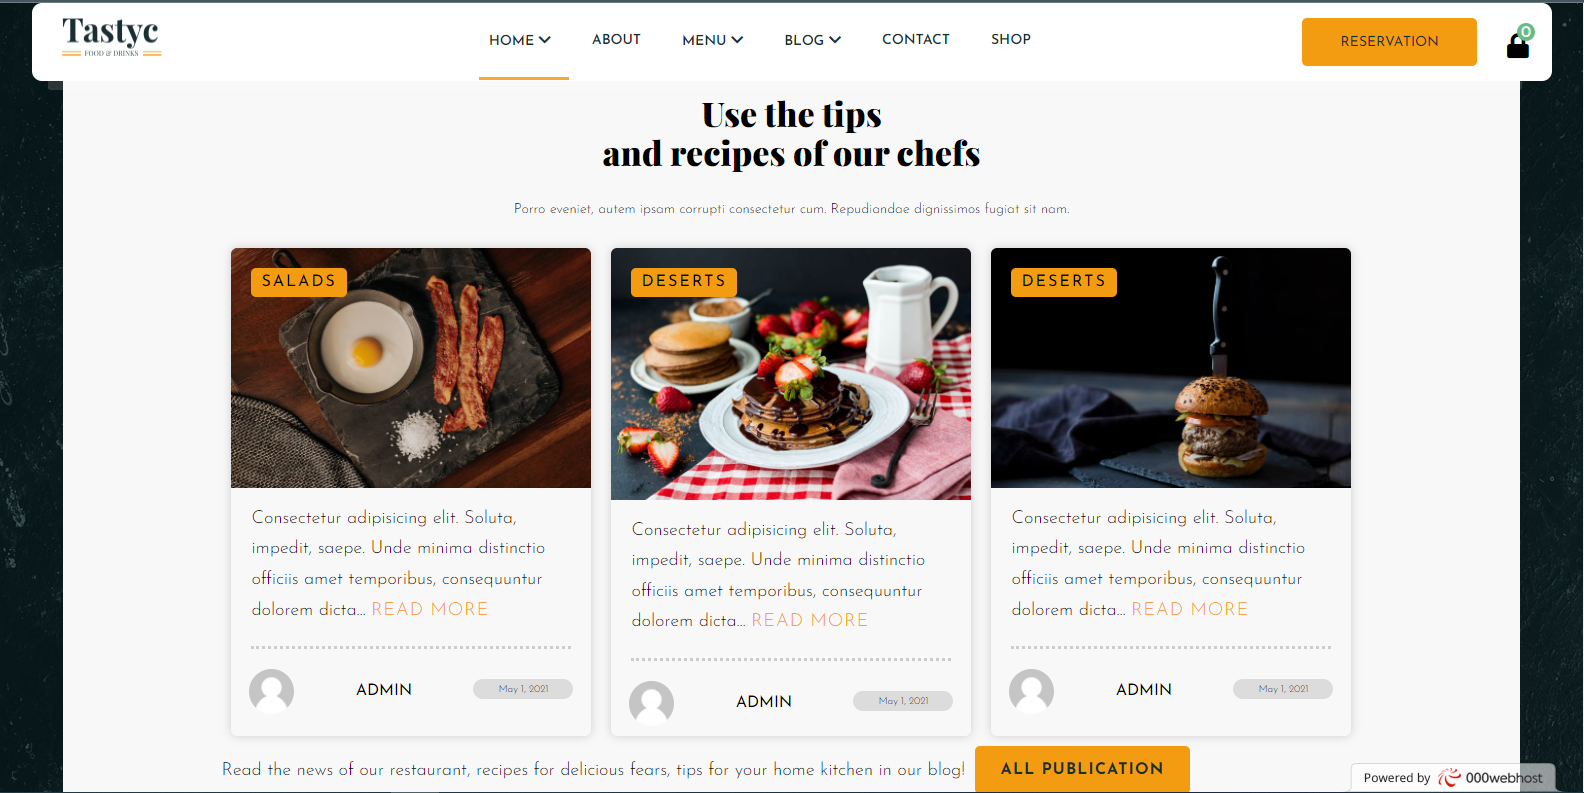 Tastyc
FOOD & DRINKS
HOME ABOUT MENU BLOG CONTACT SHOP
RESERVATION
0
Use the tips
and recipes of our chefs
Porro eveniet, autem ipsam corrupti consectetur cum. Repudiandae dignissimos fugiat sit nam.
SALADS
Consectetur adipisicing elit. Soluta,
impedit, saepe. Unde minima distinctio
officiis amet temporibus, consequuntur
dolorem dicta... READ MORE
ADMIN
May 1, 2021
DESERTS
Consectetur adipisicing elit. Soluta,
impedit, saepe. Unde minima distinctio
officiis amet temporibus, consequuntur
dolorem dicta... READ MORE
ADMIN
May 1, 2021
DESERTS
Consectetur adipisicing elit. Soluta,
impedit, saepe. Unde minima distinctio
officiis amet temporibus, consequuntur
dolorem dicta... READ MORE
ADMIN
May 1, 2021
Read the news of our restaurant, recipes for delicious fears, tips for your home kitchen in our blog!
ALL PUBLICATION
Powered by 000webhost